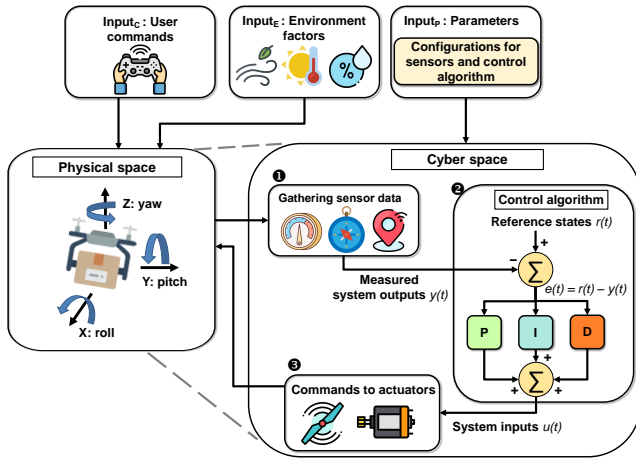 Input_C : User
commands
Input_E : Environment
factors
%
Input_P : Parameters
Configurations for
sensors and control
algorithm
Physical space
Z: yaw
Y: pitch
X: roll
Cyber space
❶
Gathering sensor data
Measured
system outputs y(t)
❷
Control algorithm
Reference states r(t)
+
−
∑
e(t) = r(t) − y(t)
P
I
D
+
+
+
∑
System inputs u(t)
❸
Commands to actuators